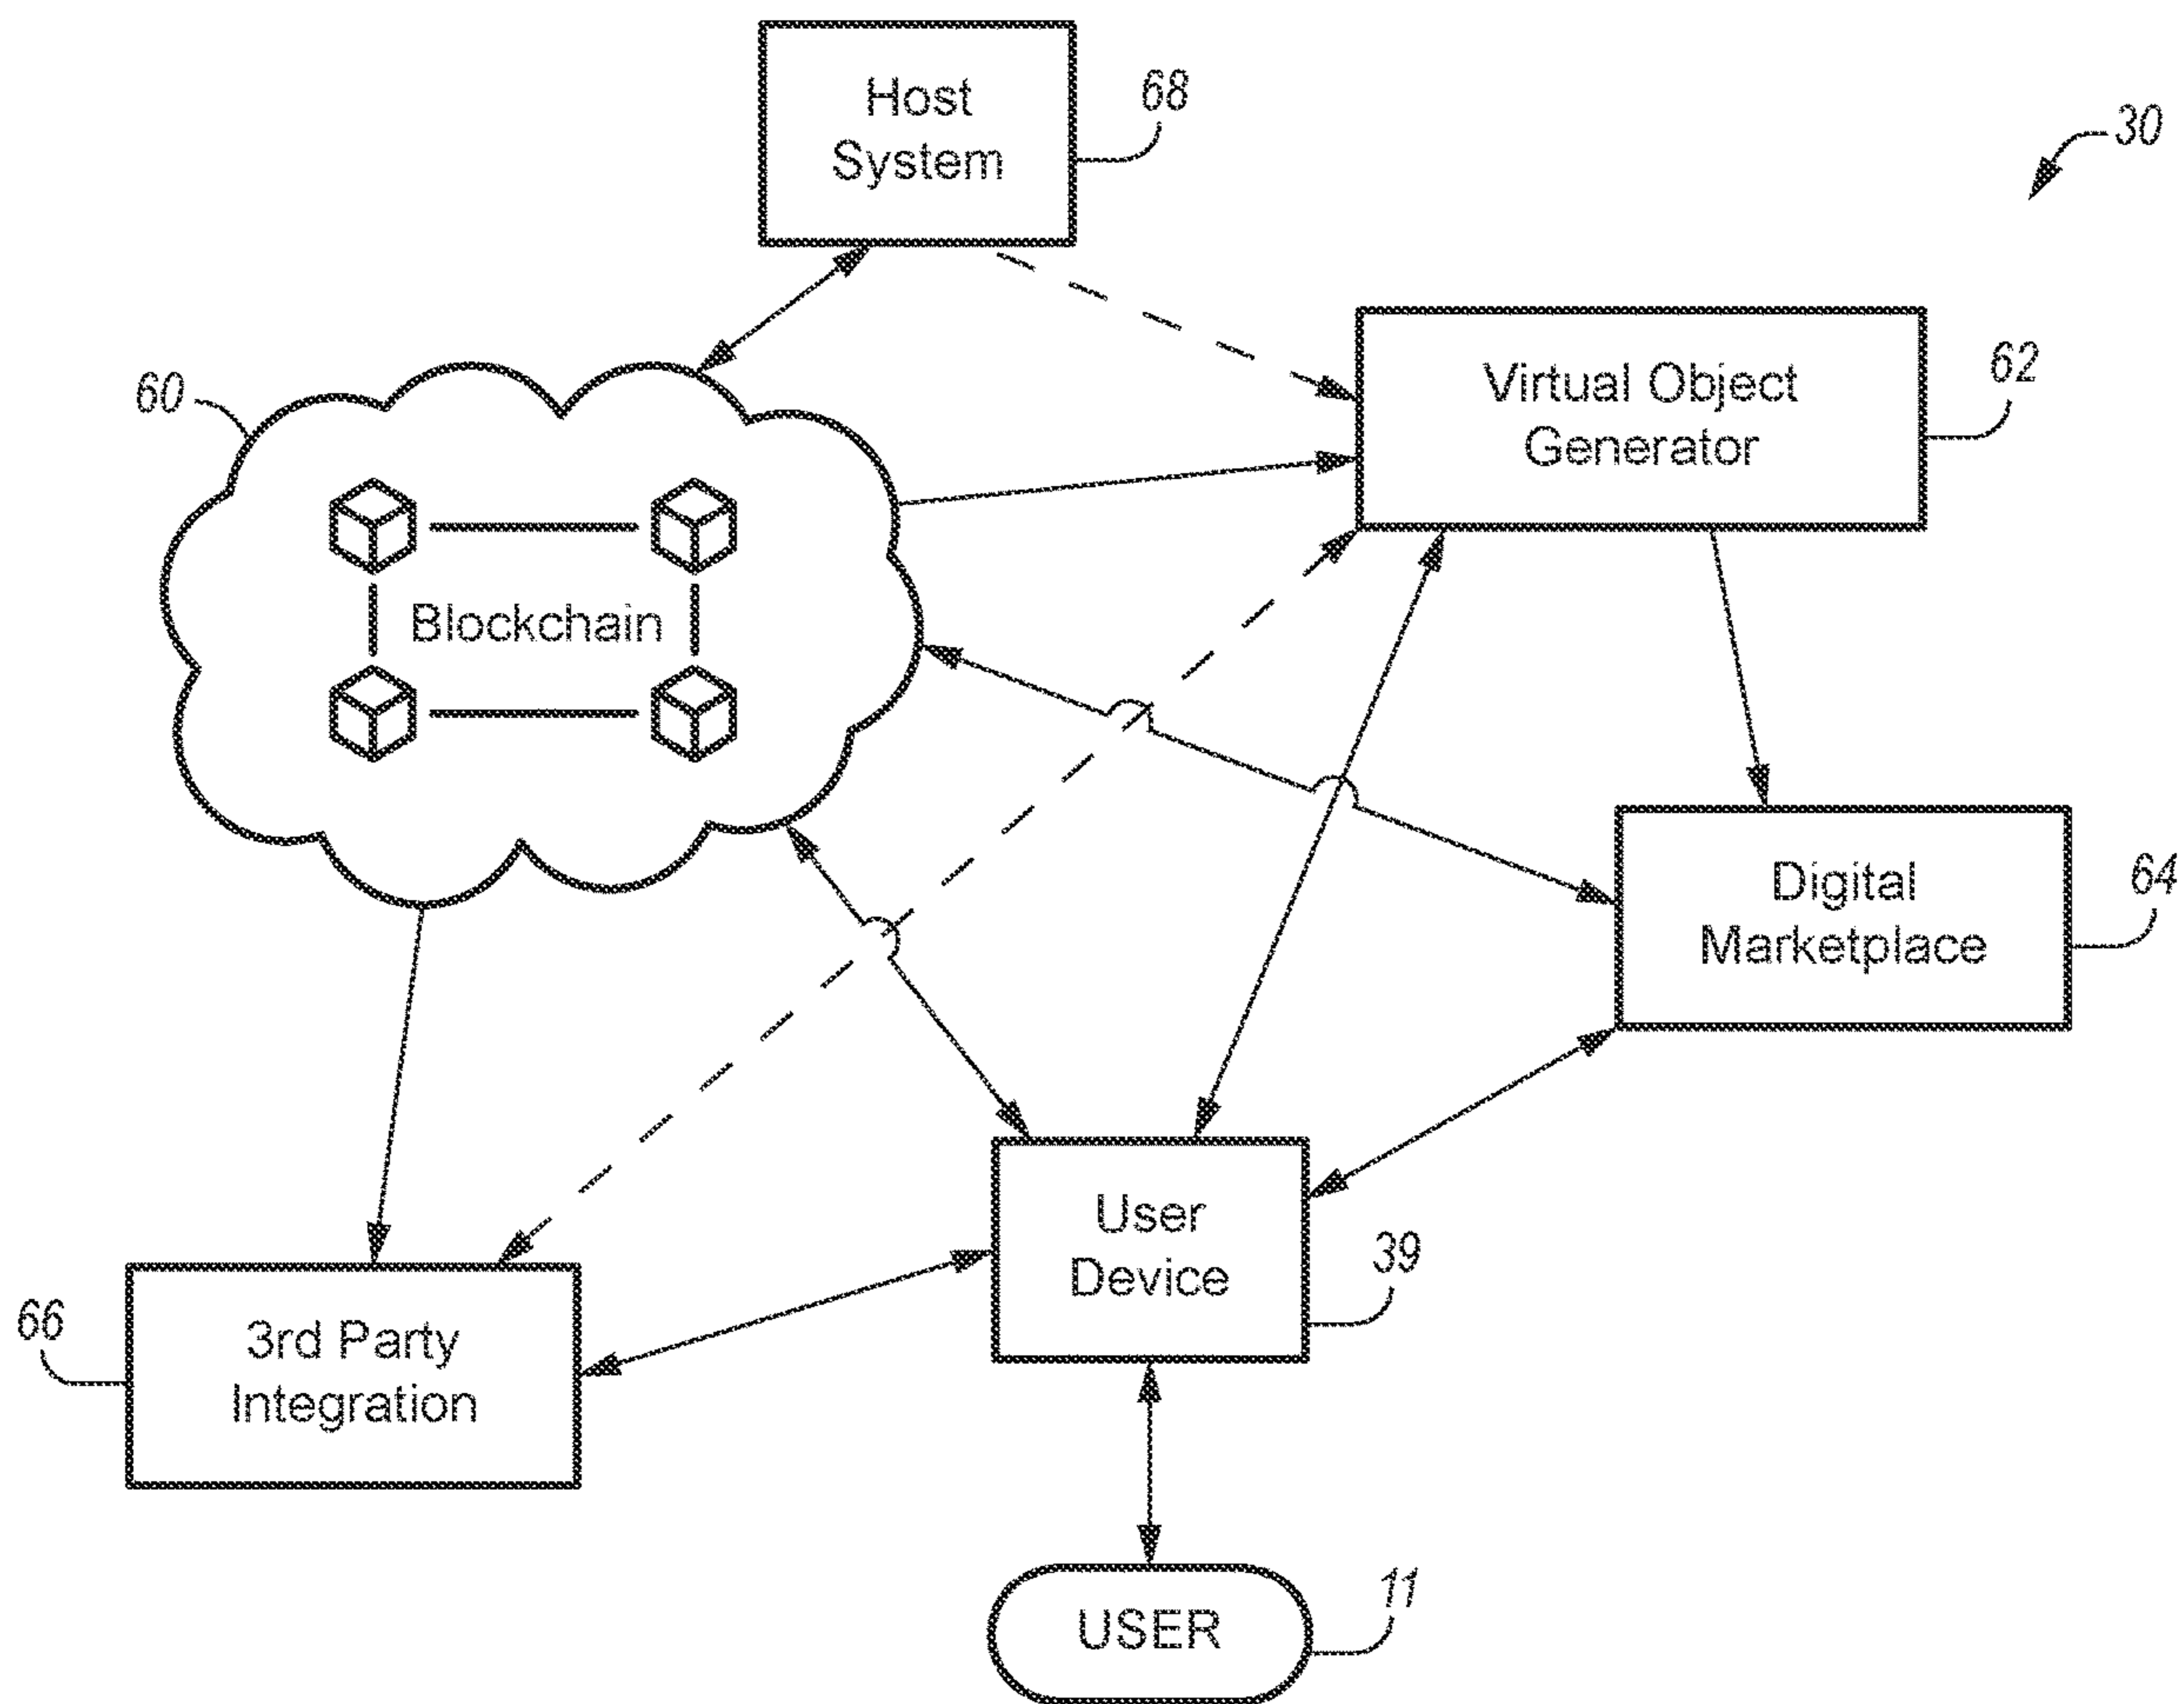 Host
System
68
30
Virtual Object
Generator
62
60
Blockchain
Digital
Marketplace
64
User
Device
39
3rd Party
Integration
66
USER
11